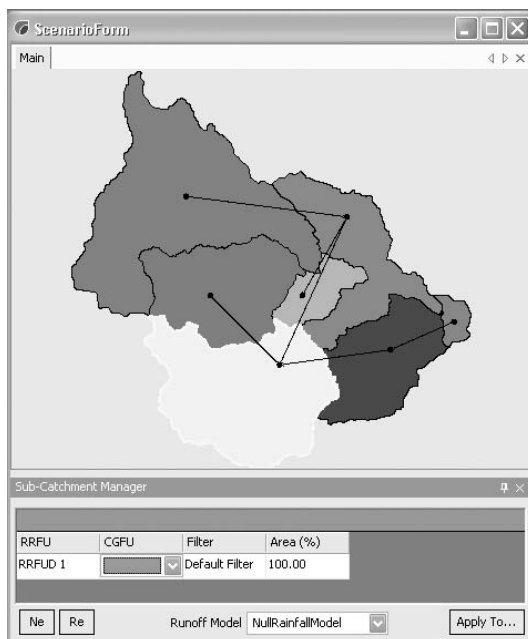 ScenarioForm
Main
Sub-Catchment Manager
RRFU CGFU Filter Area (%)
RRFUD 1 Default Filter 100.00
Ne Re Runoff Model NullRainfallModel Apply To...